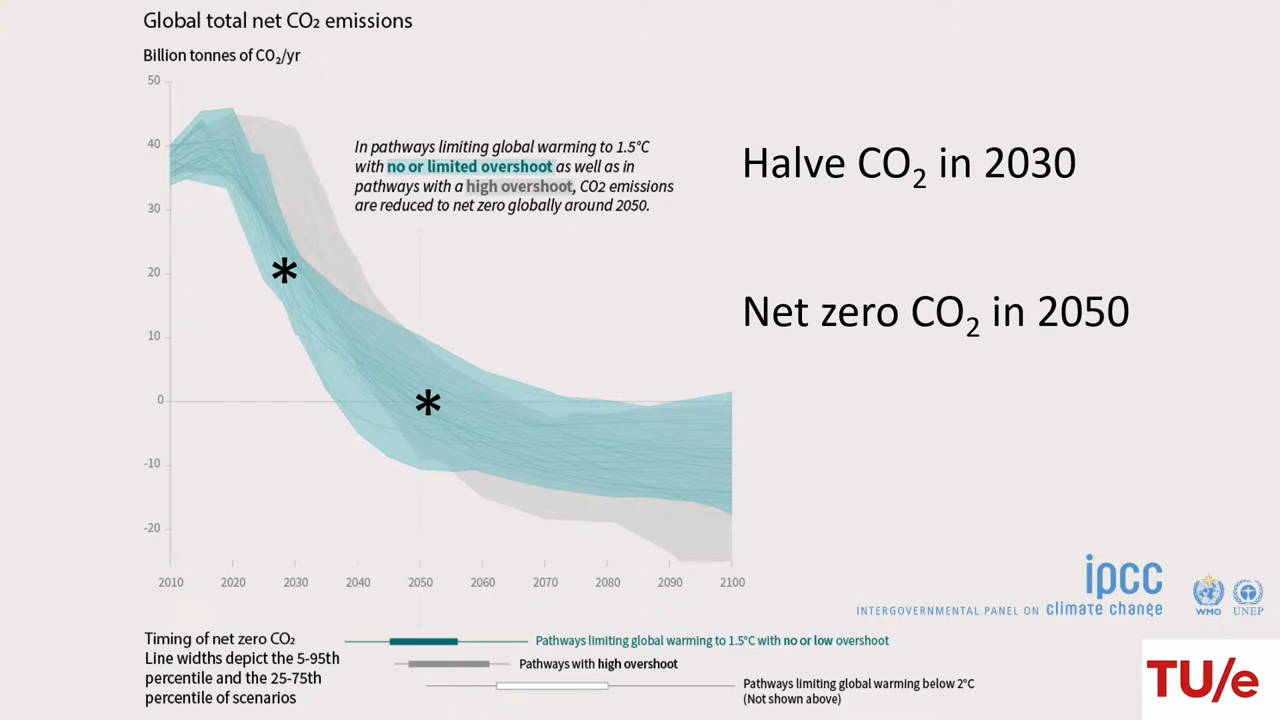 Global total net CO₂ emissions
Billion tonnes of CO₂/yr
50
40
30
20
10
0
-10
-20
2010 2020 2030 2040 2050 2060 2070 2080 2090 2100
In pathways limiting global warming to 1.5°C
with no or limited overshoot as well as in
pathways with a high overshoot, CO2 emissions
are reduced to net zero globally around 2050.
*
*
Halve CO₂ in 2030
Net zero CO₂ in 2050
Timing of net zero CO₂
Line widths depict the 5-95th
percentile and the 25-75th
percentile of scenarios
Pathways limiting global warming to 1.5°C with no or low overshoot
Pathways with high overshoot
Pathways limiting global warming below 2°C
(Not shown above)
ipcc
INTERGOVERNMENTAL PANEL ON climate change
WMO
UNEP
TU/e